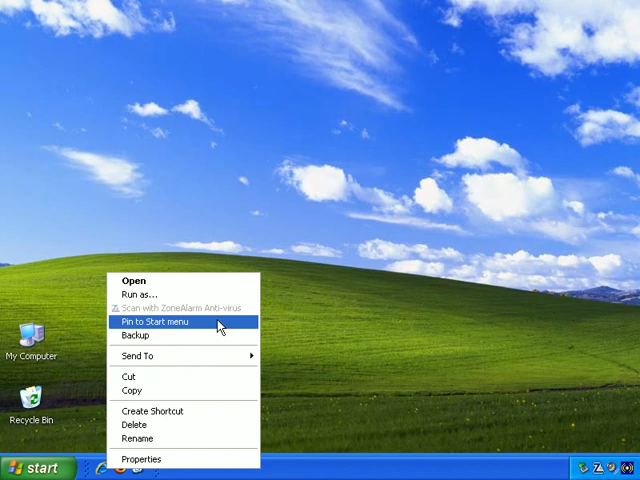 Open
Run as...
Scan with ZoneAlarm Anti-virus
Pin to Start menu
Backup
Send To
Cut
Copy
Create Shortcut
Delete
Rename
Properties
My Computer
Recycle Bin
start